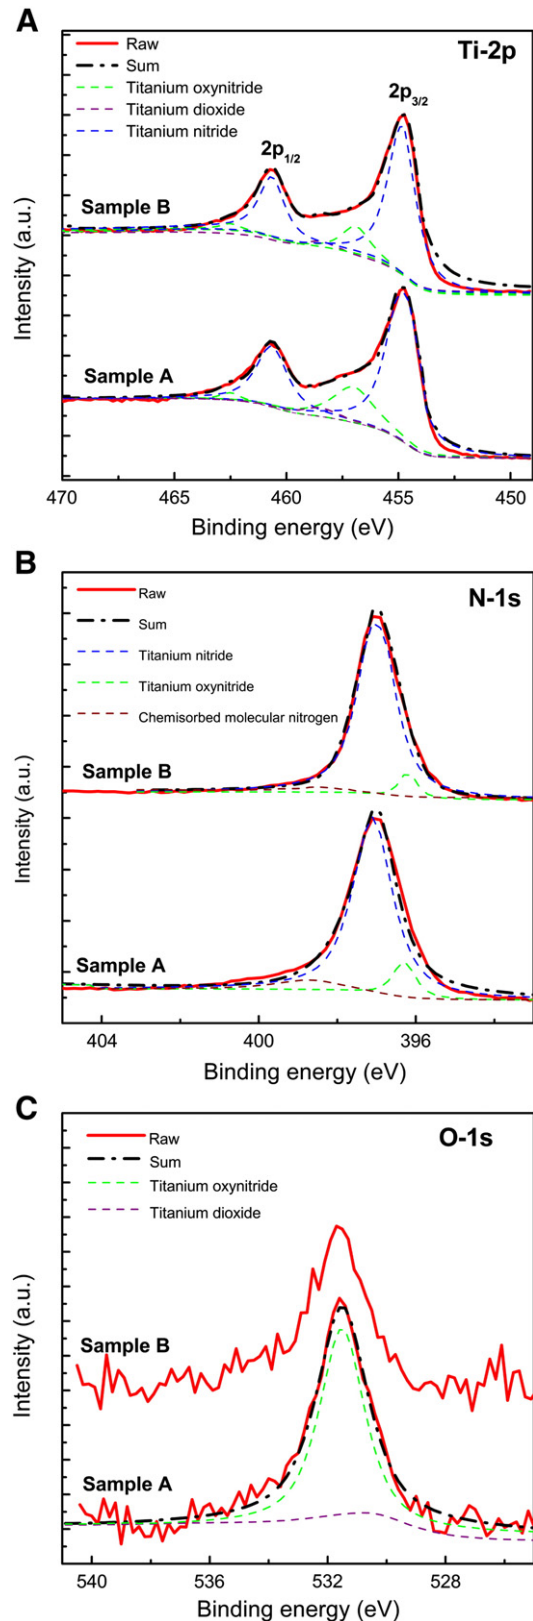 A
Ti-2p
Raw
Sum
Titanium oxynitride
Titanium dioxide
Titanium nitride
2p3/2
2p1/2
Sample B
Sample A
Intensity (a.u.)
470 465 460 455 450
Binding energy (eV)
B
N-1s
Raw
Sum
Titanium nitride
Titanium oxynitride
Chemisorbed molecular nitrogen
Sample B
Sample A
Intensity (a.u.)
404 400 396
Binding energy (eV)
C
O-1s
Raw
Sum
Titanium oxynitride
Titanium dioxide
Sample B
Sample A
Intensity (a.u.)
540 536 532 528
Binding energy (eV)